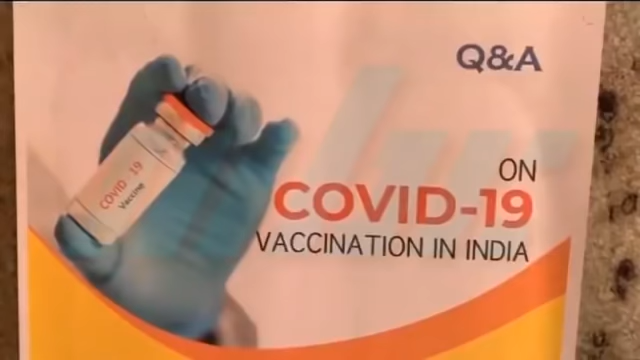 Q&A
ON
COVID-19
VACCINATION IN INDIA
COVID 19
Vaccine